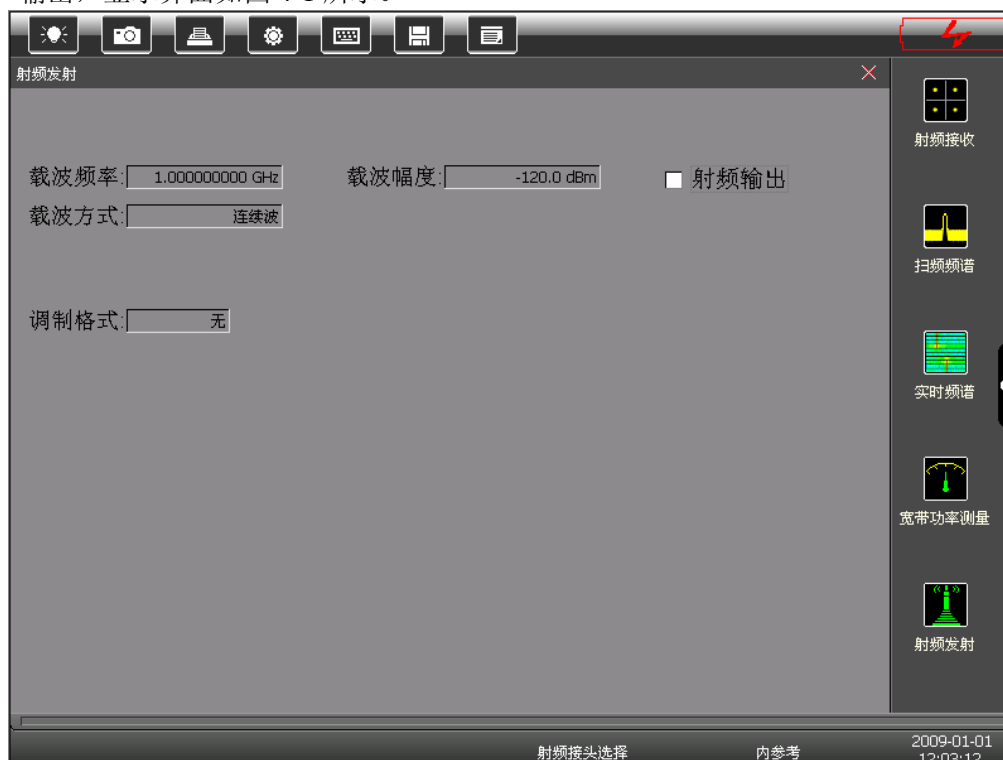 射频发射
载波频率: 1.000000000 GHz 载波幅度: -120.0 dBm 射频输出
载波方式: 连续波
调制格式: 无
射频接收
扫频频谱
实时频谱
宽带功率测量
射频发射
射频接头选择 内参考 2009-01-01
12:03:12